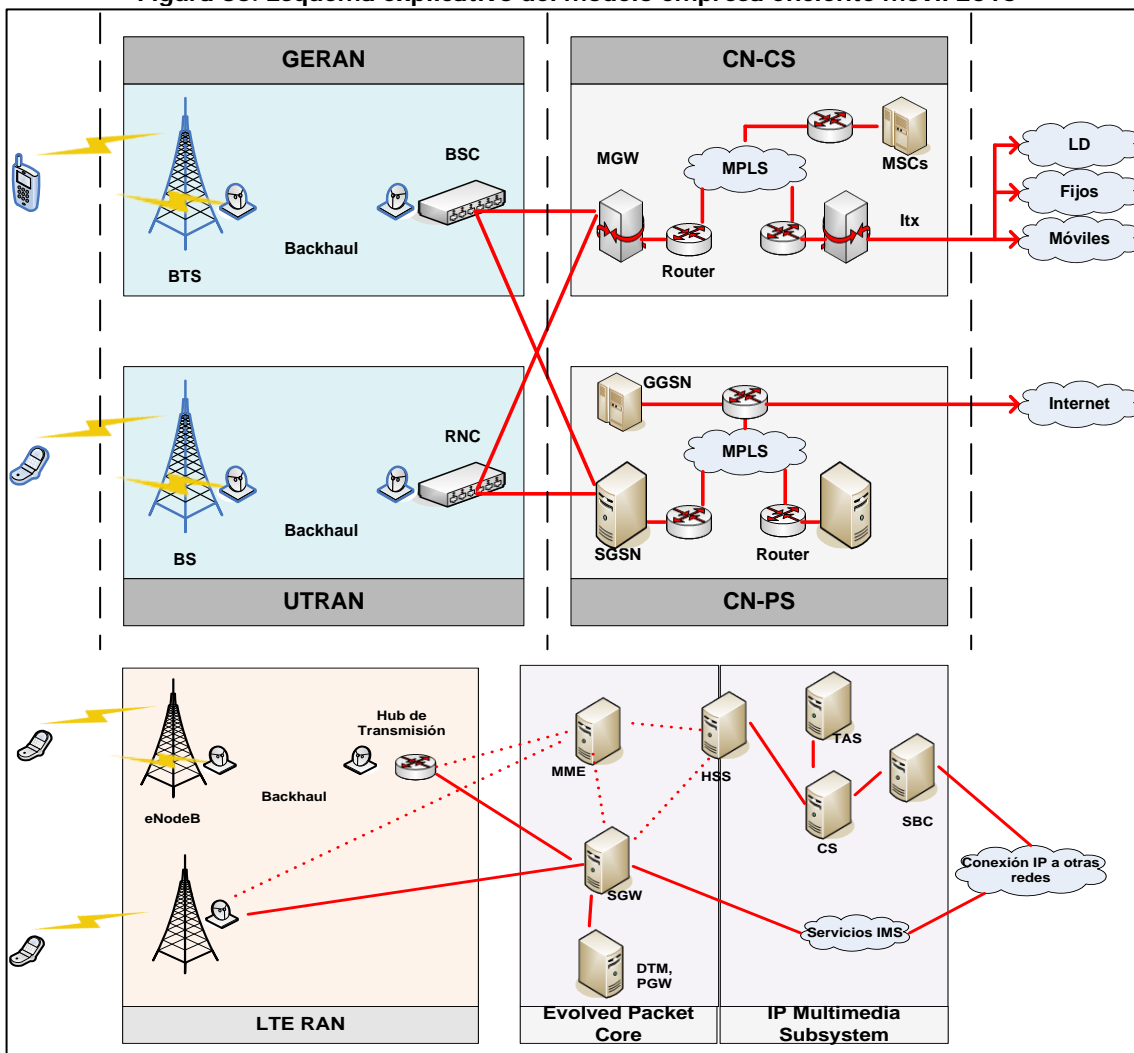 Figura Esquema explicativo del modelo empresa eficiente móvil
GERAN
CN-CS
BSC
MGW
MPLS
MSCs
LD
Fijos
Móviles
Itx
Backhaul
Router
BTS
GGSN
Internet
RNC
MPLS
Backhaul
SGSN
Router
BS
UTRAN
CN-PS
Hub de
Transmisión
MME
HSS
TAS
Backhaul
eNodeB
CS
SBC
SGW
Conexión IP a otras
redes
Servicios IMS
DTM,
PGW
LTE RAN
Evolved Packet
Core
IP Multimedia
Subsystem